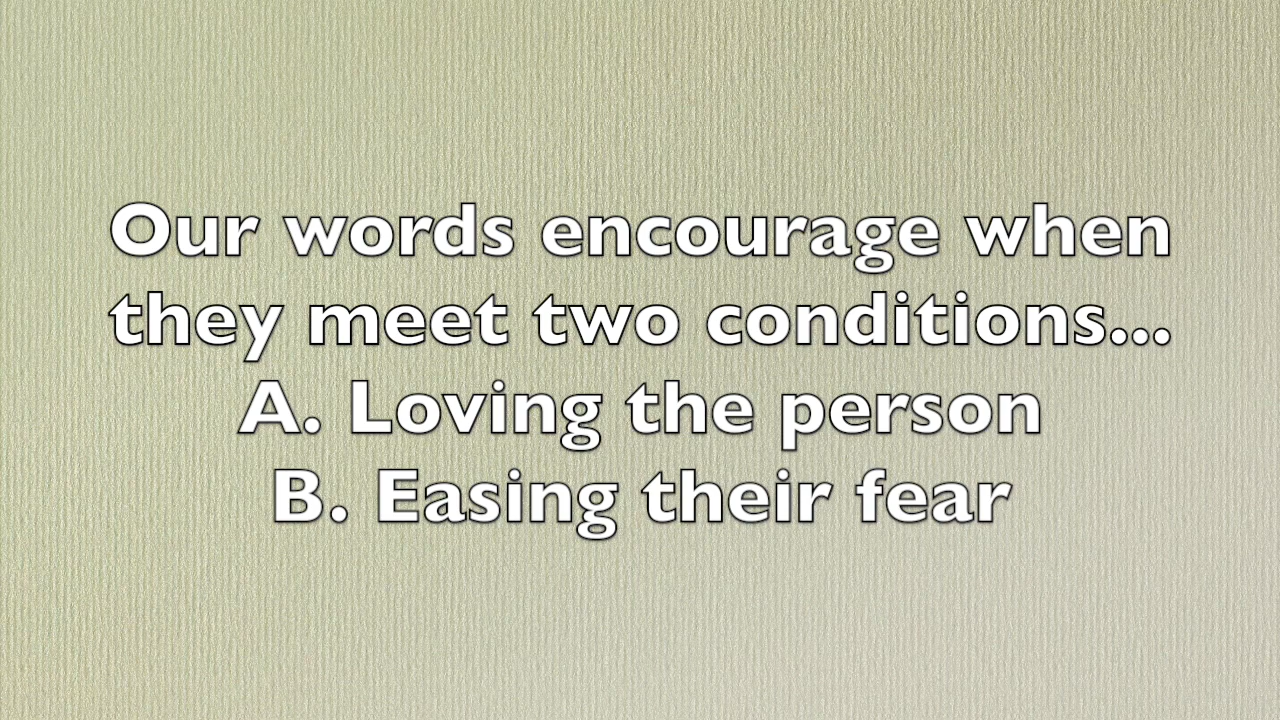 Our words encourage when
they meet two conditions...
A. Loving the person
B. Easing their fear